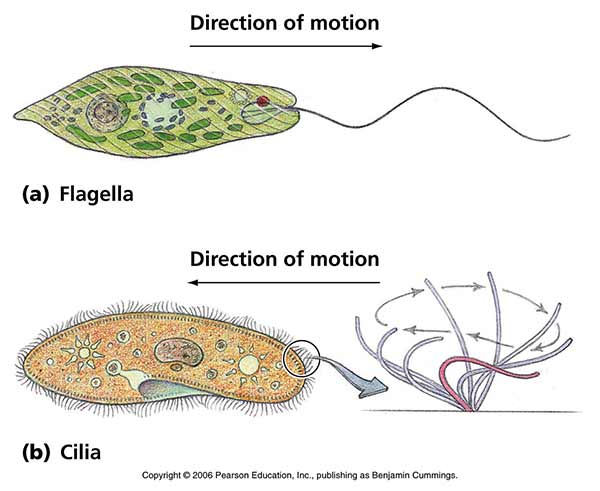 Direction of motion
(a) Flagella
Direction of motion
(b) Cilia
Copyright © 2006 Pearson Education, Inc., publishing as Benjamin Cummings.